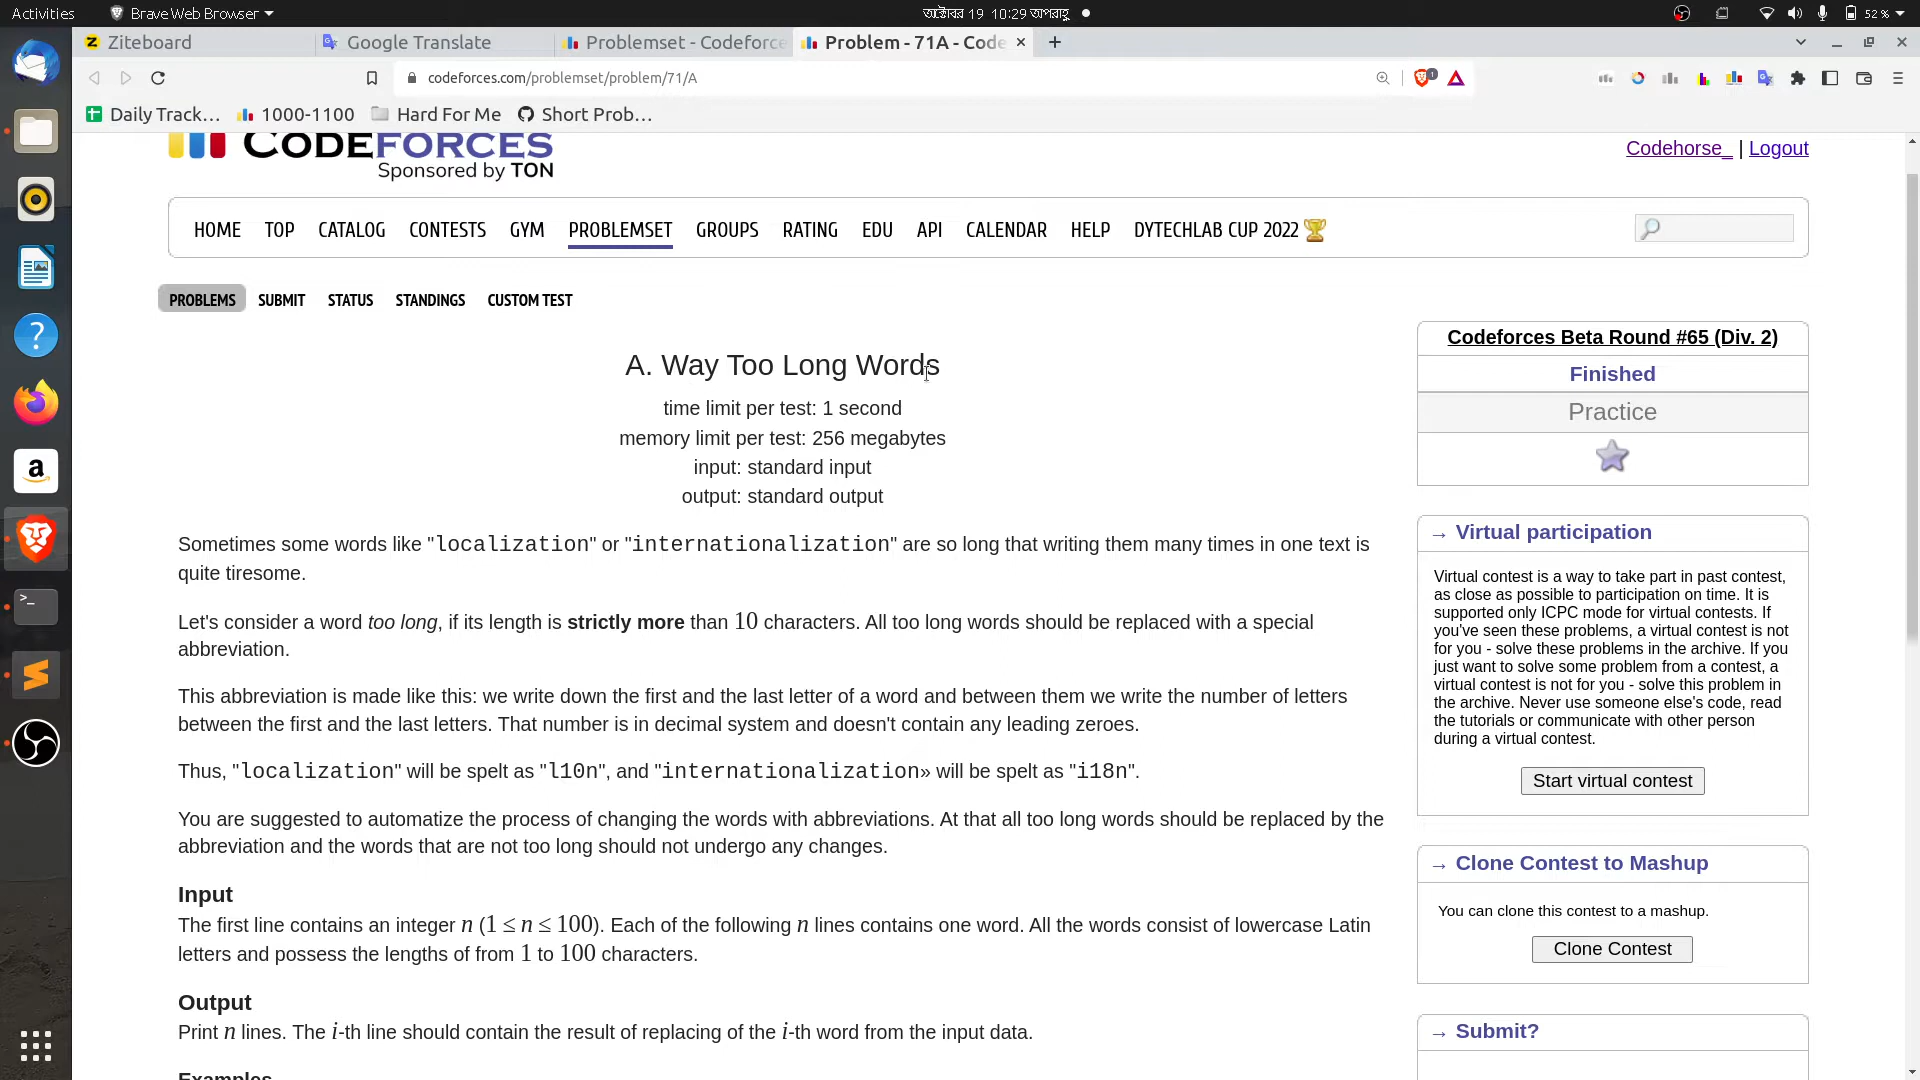 Activities Brave Web Browser অক্টোবর 19 10:29 অপরাহ্ণ 52 %
Ziteboard Google Translate Problemset - Codeforce Problem - 71A - Code
codeforces.com/problemset/problem/71/A 1
Daily Track... 1000-1100 Hard For Me Short Prob...
CODEFORCES
Sponsored by TON
Codehorse_ | Logout
HOME TOP CATALOG CONTESTS GYM PROBLEMSET GROUPS RATING EDU API CALENDAR HELP DYTECHLAB CUP 2022
PROBLEMS SUBMIT STATUS STANDINGS CUSTOM TEST
A. Way Too Long Words
time limit per test: 1 second
memory limit per test: 256 megabytes
input: standard input
output: standard output
Sometimes some words like "localization" or "internationalization" are so long that writing them many times in one text is
quite tiresome.
Let's consider a word too long, if its length is strictly more than 10 characters. All too long words should be replaced with a special
abbreviation.
This abbreviation is made like this: we write down the first and the last letter of a word and between them we write the number of letters
between the first and the last letters. That number is in decimal system and doesn't contain any leading zeroes.
Thus, "localization" will be spelt as "l10n", and "internationalization» will be spelt as "i18n".
You are suggested to automatize the process of changing the words with abbreviations. At that all too long words should be replaced by the
abbreviation and the words that are not too long should not undergo any changes.
Input
The first line contains an integer n (1 ≤ n ≤ 100). Each of the following n lines contains one word. All the words consist of lowercase Latin
letters and possess the lengths of from 1 to 100 characters.
Output
Print n lines. The i-th line should contain the result of replacing of the i-th word from the input data.
Examples
Codeforces Beta Round #65 (Div. 2)
Finished
Practice
→ Virtual participation
Virtual contest is a way to take part in past contest,
as close as possible to participation on time. It is
supported only ICPC mode for virtual contests. If
you've seen these problems, a virtual contest is not
for you - solve these problems in the archive. If you
just want to solve some problem from a contest, a
virtual contest is not for you - solve this problem in
the archive. Never use someone else's code, read
the tutorials or communicate with other person
during a virtual contest.
Start virtual contest
→ Clone Contest to Mashup
You can clone this contest to a mashup.
Clone Contest
→ Submit?